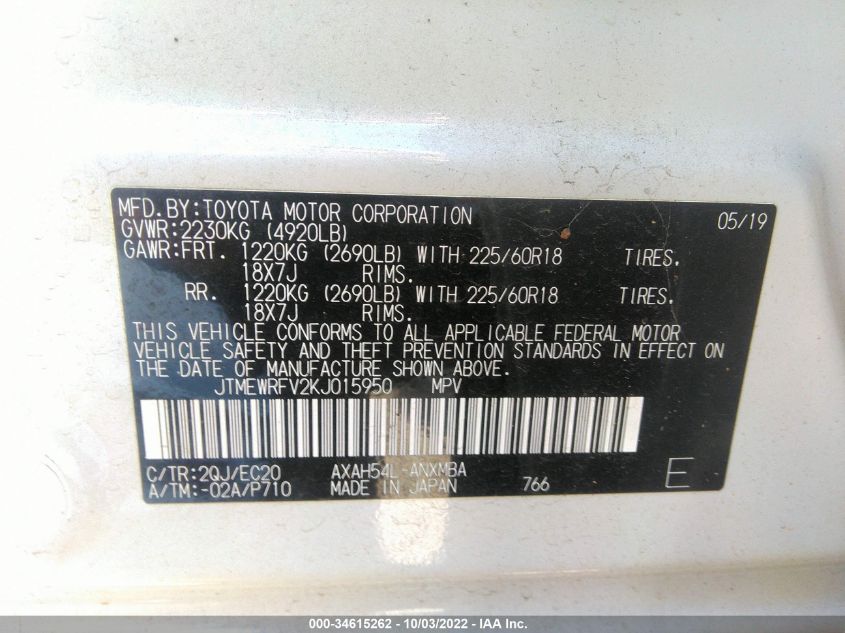 MFD.BY:TOYOTA MOTOR CORPORATION 05/19
GVWR:2230KG (4920LB)
GAWR:FRT. 1220KG (2690LB) WITH 225/60R18 TIRES.
18X7J RIMS.
RR. 1220KG (2690LB) WITH 225/60R18 TIRES.
18X7J RIMS.
THIS VEHICLE CONFORMS TO ALL APPLICABLE FEDERAL MOTOR
VEHICLE SAFETY AND THEFT PREVENTION STANDARDS IN EFFECT ON
THE DATE OF MANUFACTURE SHOWN ABOVE.
JTMEWRFV2KJ015950 MPV
C/TR:2QJ/EC20 AXAH54L-ANXMBA E
A/TM:-02A/P710 MADE IN JAPAN 766
000-34615262 - 10/03/2022 - IAA Inc.